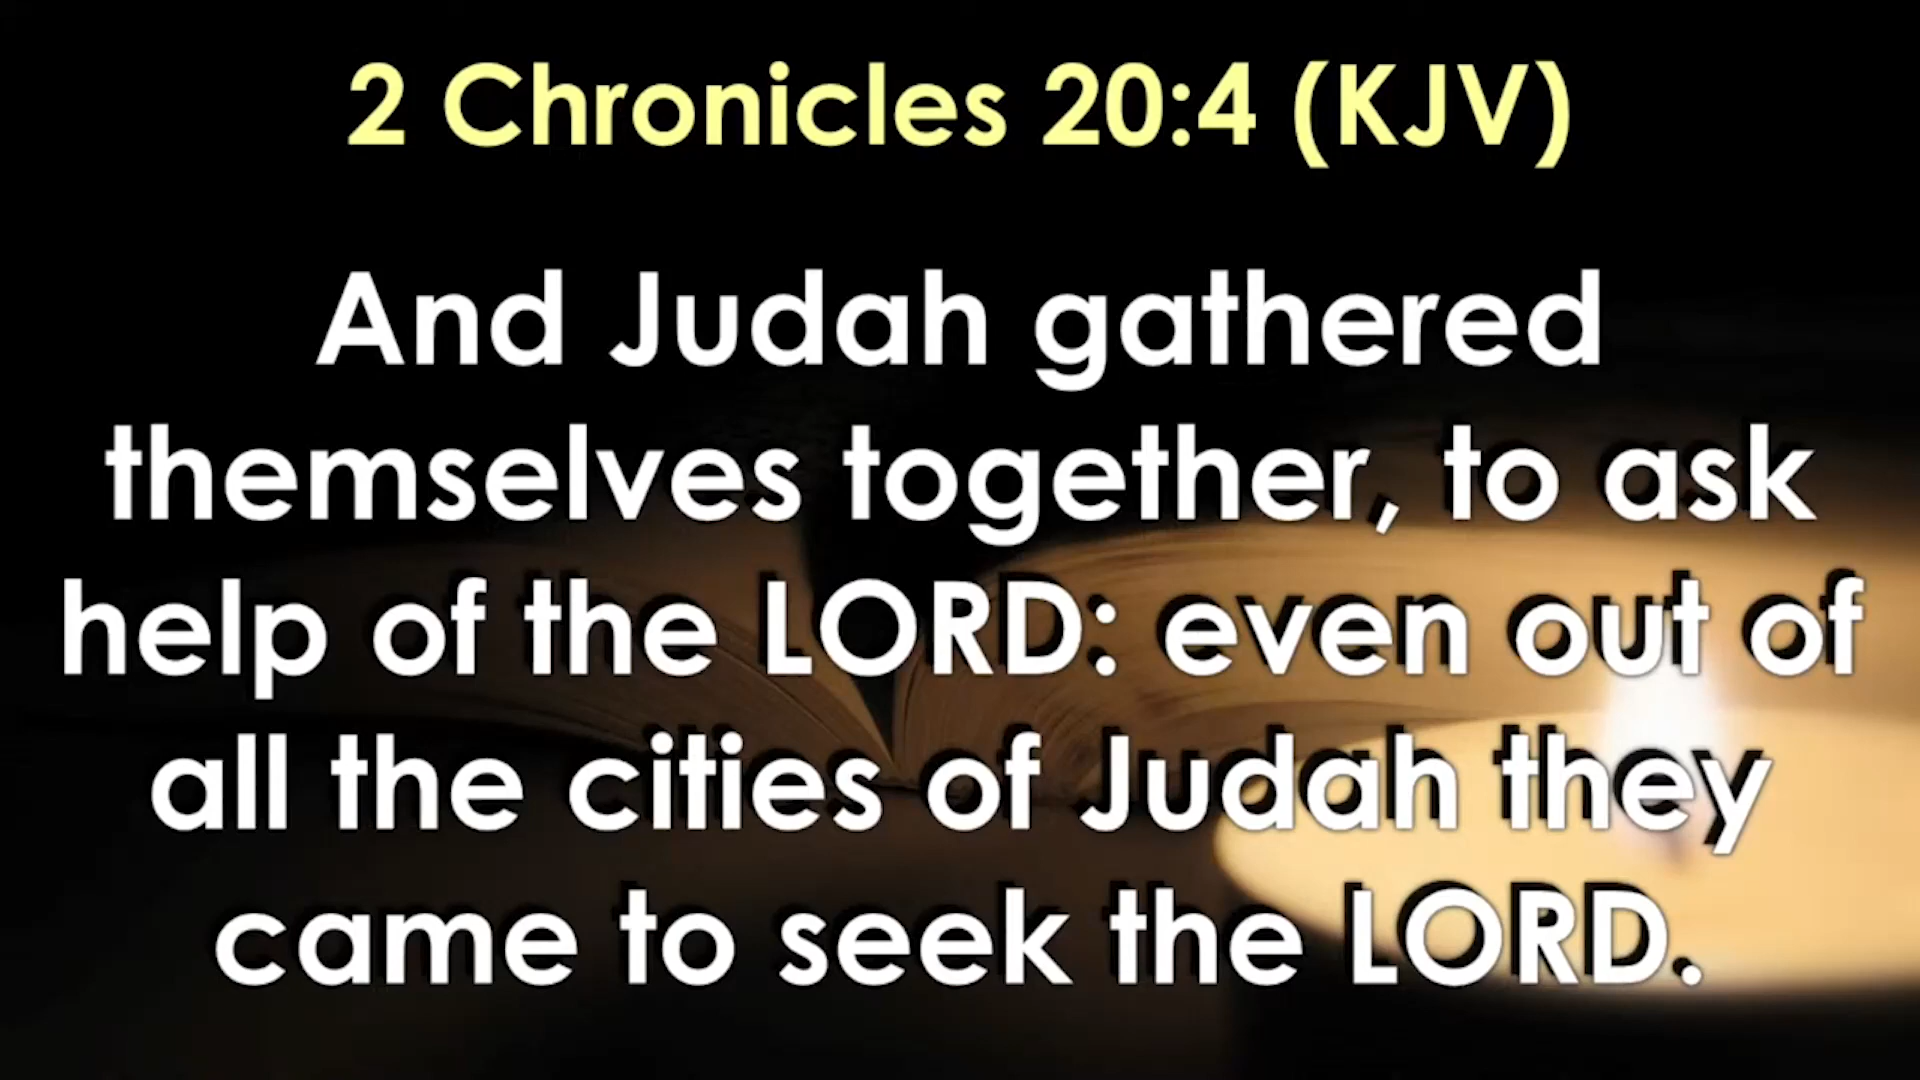 2 Chronicles 20:4 (KJV)
And Judah gathered
themselves together, to ask
help of the LORD: even out of
all the cities of Judah they
came to seek the LORD.